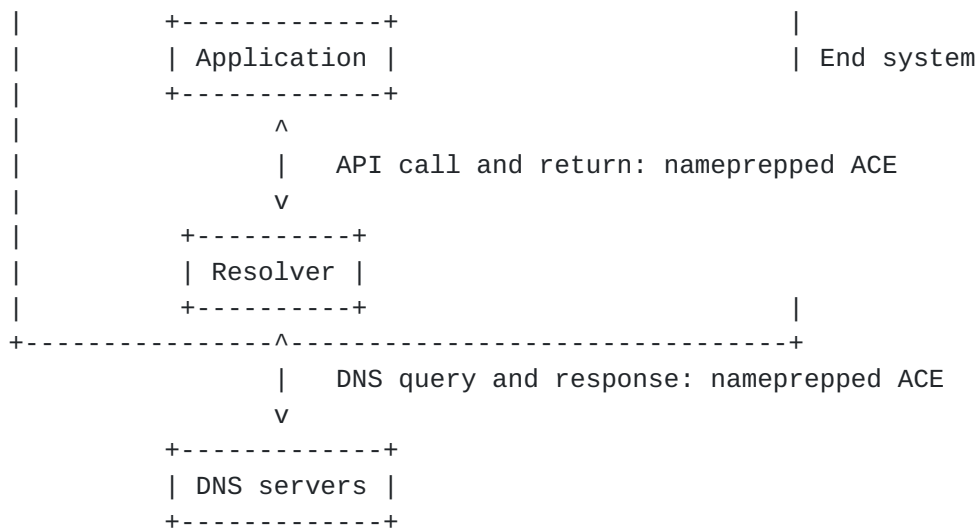 |         +-------------+                         |
|         | Application |                         | End system
|         +-------------+
|                ^
|                |   API call and return: nameprepped ACE
|                v
|          +----------+
|          | Resolver |
|          +----------+                           |
+----------------^--------------------------------+
                 |   DNS query and response: nameprepped ACE
                 v
          +-------------+
          | DNS servers |
          +-------------+